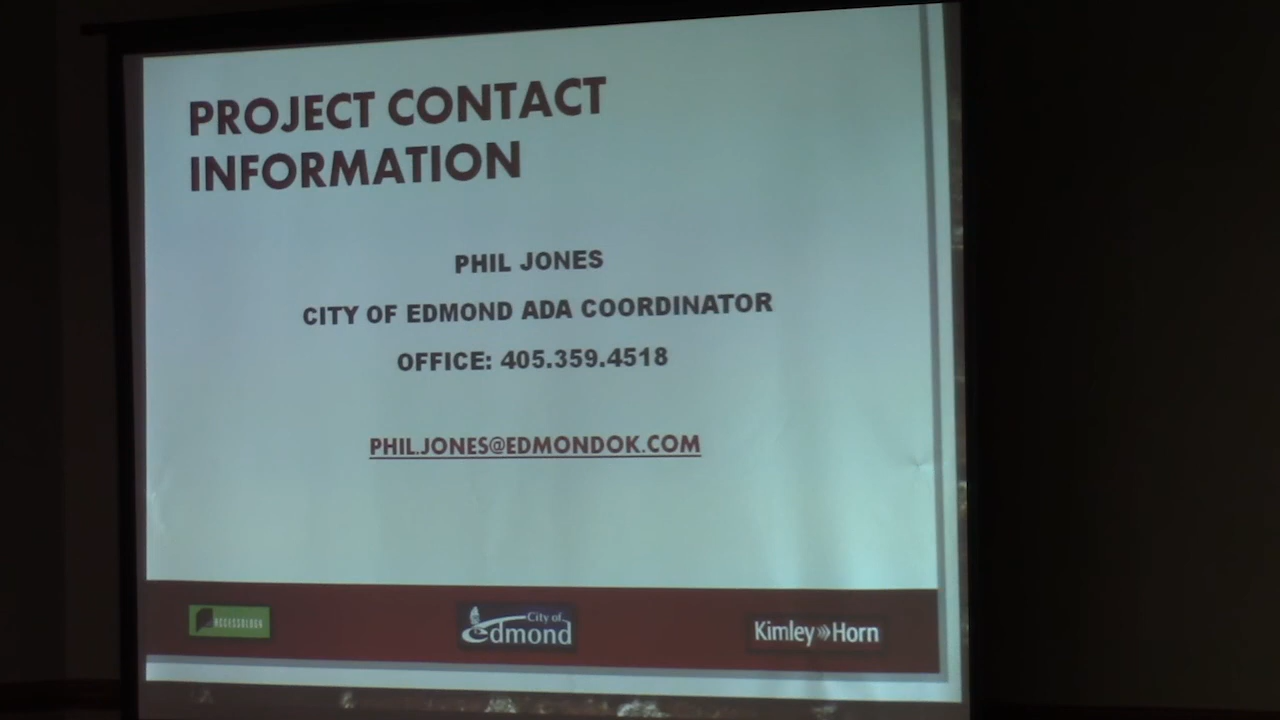 PROJECT CONTACT
INFORMATION
PHIL JONES
CITY OF EDMOND ADA COORDINATOR
OFFICE: 405.359.4518
PHIL.JONES@EDMONDOK.COM
ACCESSOLOGY
City of
Edmond
Kimley»Horn